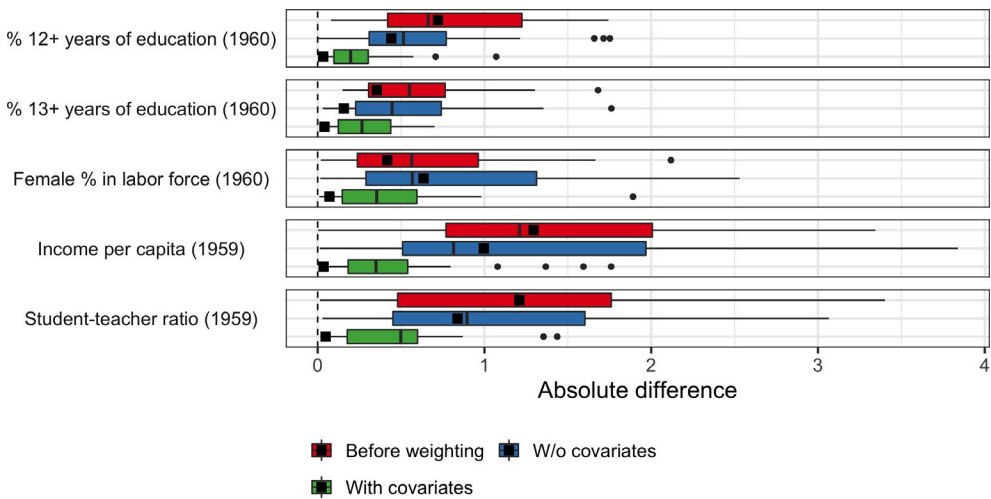 % 12+ years of education (1960)
% 13+ years of education (1960)
Female % in labor force (1960)
Income per capita (1959)
Student-teacher ratio (1959)
0 1 2 3 4
Absolute difference
Before weighting W/o covariates
With covariates